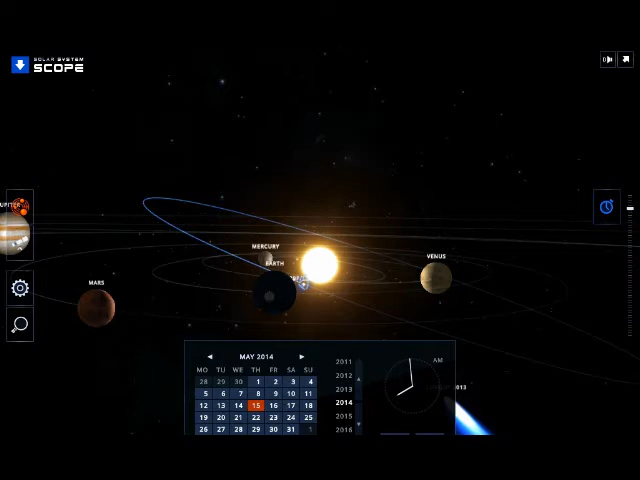 SOLAR SYSTEM
SCOPE
MERCURY
EARTH
VENUS
MARS
MAY 2014
MO TU WE TH FR SA SU
28 29 30 1 2 3 4
5 6 7 8 9 10 11
12 13 14 15 16 17 18
19 20 21 22 23 24 25
26 27 28 29 30 31 1
2011
2012
2013
2014
2015
2016
AM